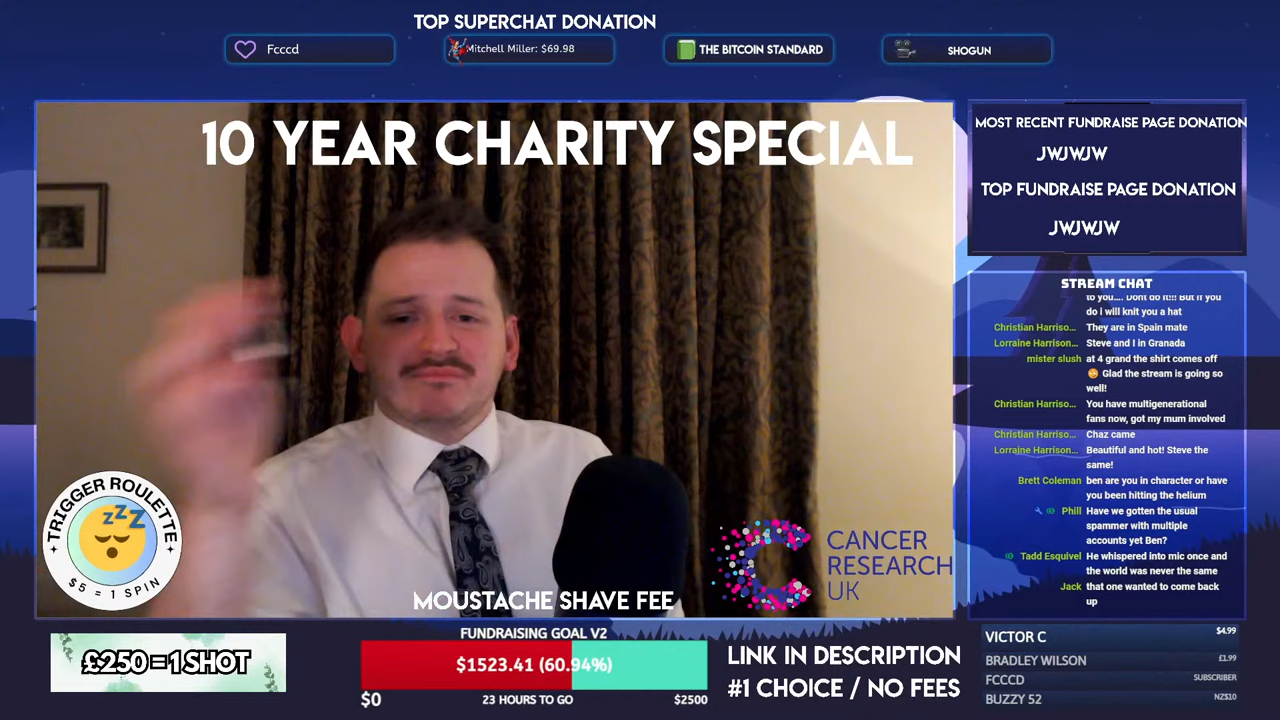 TOP SUPERCHAT DONATION
Fcccd
Mitchell Miller: $69.98
THE BITCOIN STANDARD
SHOGUN
10 YEAR CHARITY SPECIAL
MOST RECENT FUNDRAISE PAGE DONATION
JWJWJW
TOP FUNDRAISE PAGE DONATION
JWJWJW
STREAM CHAT
to you.... Dont do it!!! But if you
do i will knit you a hat
Christian Harriso... They are in Spain mate
Lorraine Harrison... Steve and I in Granada
mister slush at 4 grand the shirt comes off
Glad the stream is going so
well!
Christian Harriso... You have multigenerational
fans now, got my mum involved
Christian Harriso... Chaz came
Lorraine Harrison... Beautiful and hot! Steve the
same!
Brett Coleman ben are you in character or have
you been hitting the helium
Phill Have we gotten the usual
spammer with multiple
accounts yet Ben?
Tadd Esquivel He whispered into mic once and
the world was never the same
Jack that one wanted to come back
up
TRIGGER ROULETTE
zzz
$5 = 1 SPIN
CANCER
RESEARCH
UK
MOUSTACHE SHAVE FEE
£250 = 1 SHOT
FUNDRAISING GOAL V2
$1523.41 (60.94%)
$0
23 HOURS TO GO
$2500
LINK IN DESCRIPTION
#1 CHOICE / NO FEES
VICTOR C $4.99
BRADLEY WILSON £1.99
FCCCD SUBSCRIBER
BUZZY 52 NZ$10